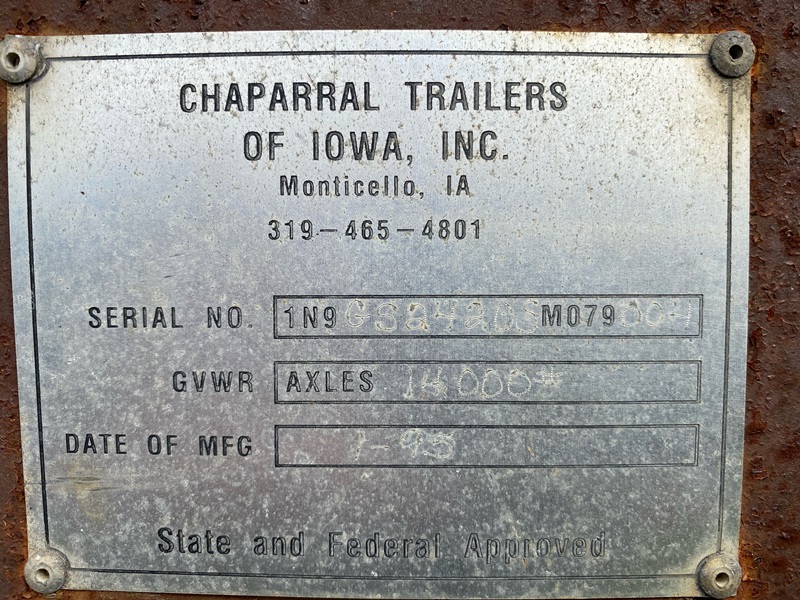 CHAPARRAL TRAILERS
OF IOWA, INC.
Monticello, IA
319-465-4801
SERIAL NO. 1N9 M079
GVWR AXLES 14000#
DATE OF MFG 1-95
State and Federal Approved